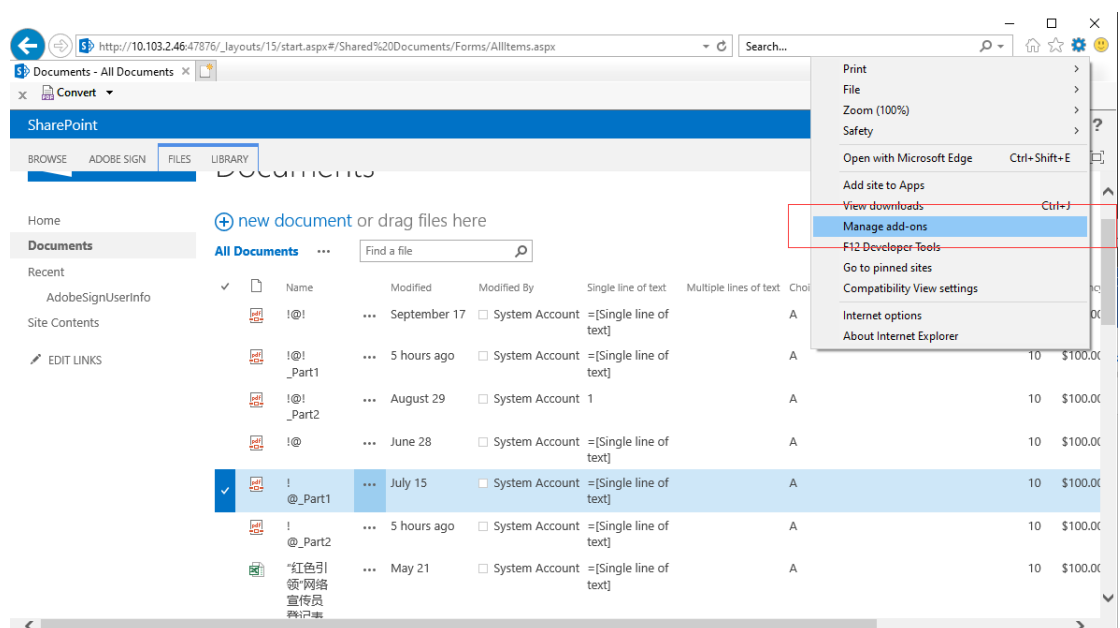 http://10.103.2.46:47876/_layouts/15/start.aspx#/Shared%20Documents/Forms/AllItems.aspx
Search...
Documents - All Documents
x Convert
SharePoint
?
BROWSE ADOBE SIGN FILES LIBRARY
Documents
Print
File
Zoom (100%)
Safety
Open with Microsoft Edge Ctrl+Shift+E
Add site to Apps
View downloads Ctrl+J
Manage add-ons
F12 Developer Tools
Go to pinned sites
Compatibility View settings
Internet options
About Internet Explorer
Home
Documents
Recent
AdobeSignUserInfo
Site Contents
EDIT LINKS
new document or drag files here
All Documents ... Find a file
Name Modified Modified By Single line of text Multiple lines of text Choi
!@! ... September 17 System Account =[Single line of
text] A
!@!
_Part1 ... 5 hours ago System Account =[Single line of
text] A 10 $100.00
!@!
_Part2 ... August 29 System Account 1 A 10 $100.00
!@ ... June 28 System Account =[Single line of
text] A 10 $100.00
!
@_Part1 ... July 15 System Account =[Single line of
text] A 10 $100.00
!
@_Part2 ... 5 hours ago System Account =[Single line of
text] A 10 $100.00
"红色引
领"网络
宣传员
登记表 ... May 21 System Account =[Single line of
text] A 10 $100.00